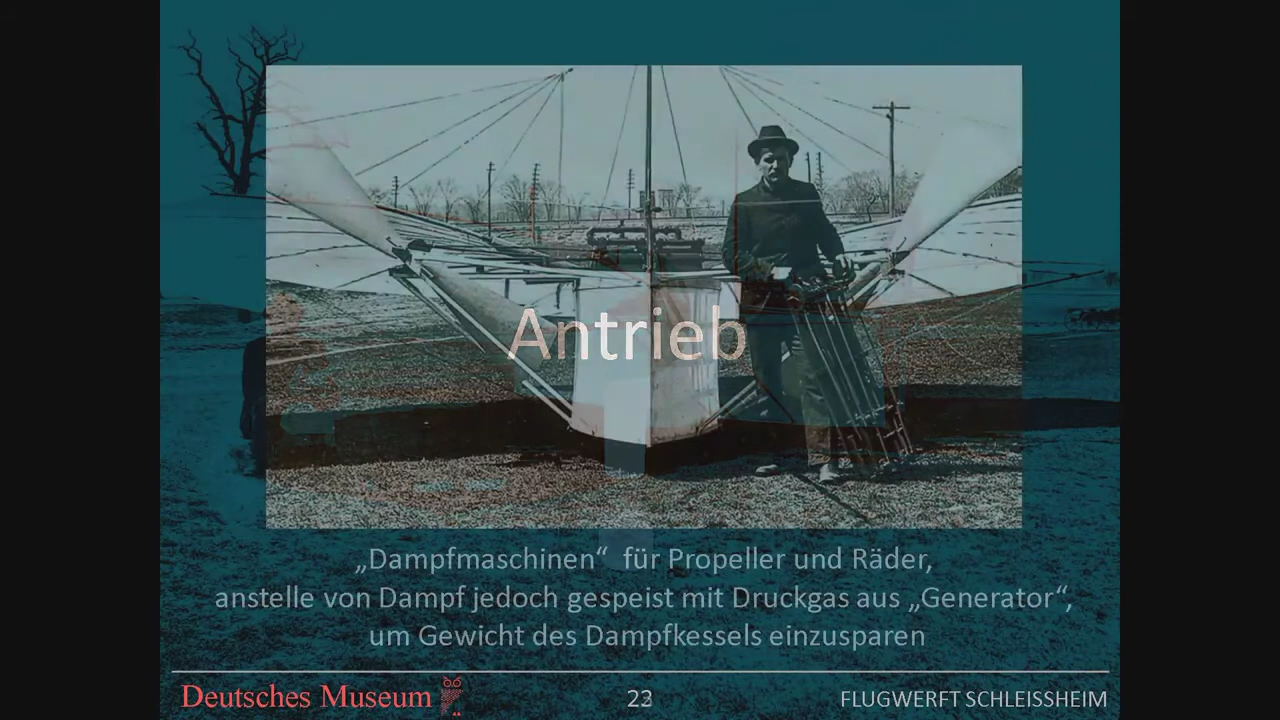 Antrieb
„Dampfmaschinen“ für Propeller und Räder,
anstelle von Dampf jedoch gespeist mit Druckgas aus „Generator“,
um Gewicht des Dampfkessels einzusparen
Deutsches Museum
23
FLUGWERFT SCHLEISSHEIM